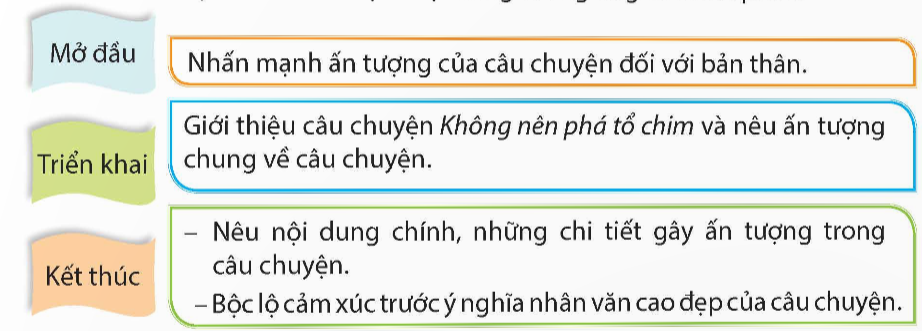 Mở đầu
Nhấn mạnh ấn tượng của câu chuyện đối với bản thân.
Triển khai
Giới thiệu câu chuyện Không nên phá tổ chim và nêu ấn tượng
chung về câu chuyện.
Kết thúc
– Nêu nội dung chính, những chi tiết gây ấn tượng trong
câu chuyện.
– Bộc lộ cảm xúc trước ý nghĩa nhân văn cao đẹp của câu chuyện.